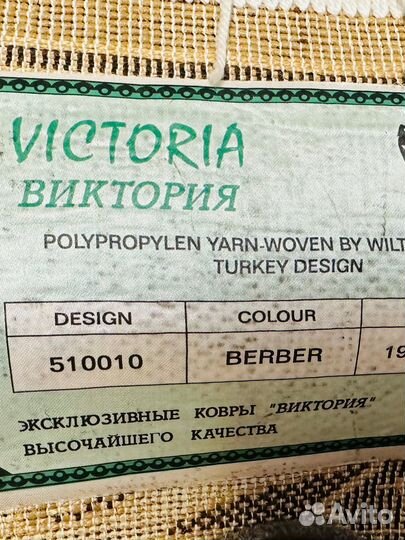 VICTORIA
ВИКТОРИЯ
POLYPROPYLEN YARN-WOVEN BY WILT
TURKEY DESIGN
DESIGN COLOUR
510010 BERBER 19
ЭКСКЛЮЗИВНЫЕ КОВРЫ "ВИКТОРИЯ"
ВЫСОЧАЙШЕГО КАЧЕСТВА
Avito